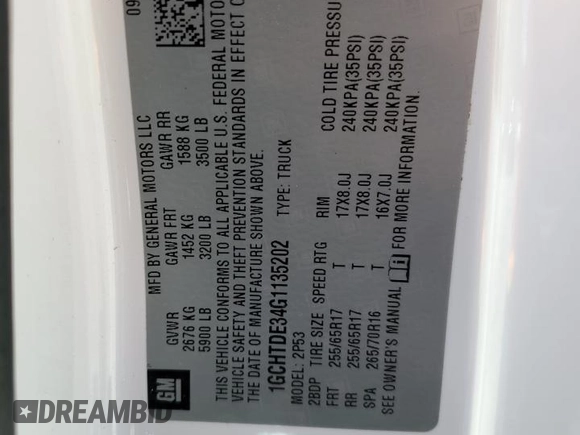 09
MFD BY GENERAL MOTORS LLC
GVWR GAWR FRT GAWR RR
2676 KG 1452 KG 1588 KG
5900 LB 3200 LB 3500 LB
THIS VEHICLE CONFORMS TO ALL APPLICABLE U.S. FEDERAL MOTOR
VEHICLE SAFETY AND THEFT PREVENTION STANDARDS IN EFFECT O
DATE OF MANUFACTURE SHOWN ABOVE.
1GCHTDE34G1135202 TYPE: TRUCK
MODEL: 2P53
2BDP TIRE SIZE SPEED RTG RIM COLD TIRE PRESSU
FRT 255/65R17 T 17X8.0J 240KPA(35PSI)
RR 255/65R17 T 17X8.0J 240KPA(35PSI)
SPA 265/70R16 T 16X7.0J 240KPA(35PSI)
SEE OWNER'S MANUAL FOR MORE INFORMATION.
GM
DREAMBID